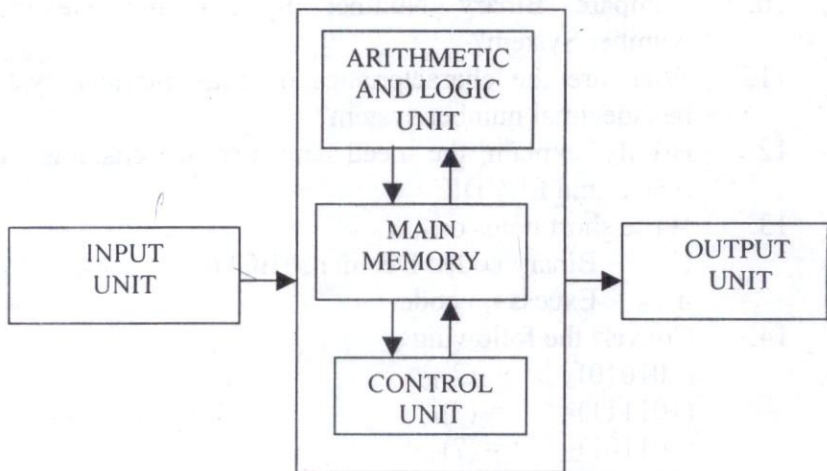 ARITHMETIC
AND LOGIC
UNIT
INPUT
UNIT
MAIN
MEMORY
OUTPUT
UNIT
CONTROL
UNIT